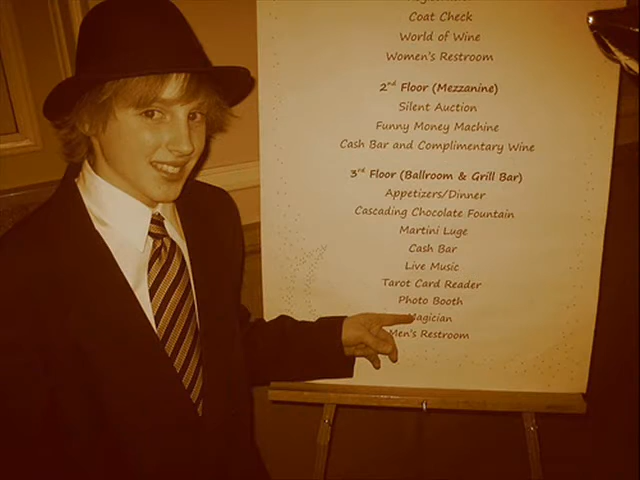 Coat Check
World of Wine
Women's Restroom
2nd Floor (Mezzanine)
Silent Auction
Funny Money Machine
Cash Bar and Complimentary Wine
3rd Floor (Ballroom & Grill Bar)
Appetizers/Dinner
Cascading Chocolate Fountain
Martini Luge
Cash Bar
Live Music
Tarot Card Reader
Photo Booth
Magician
Men's Restroom